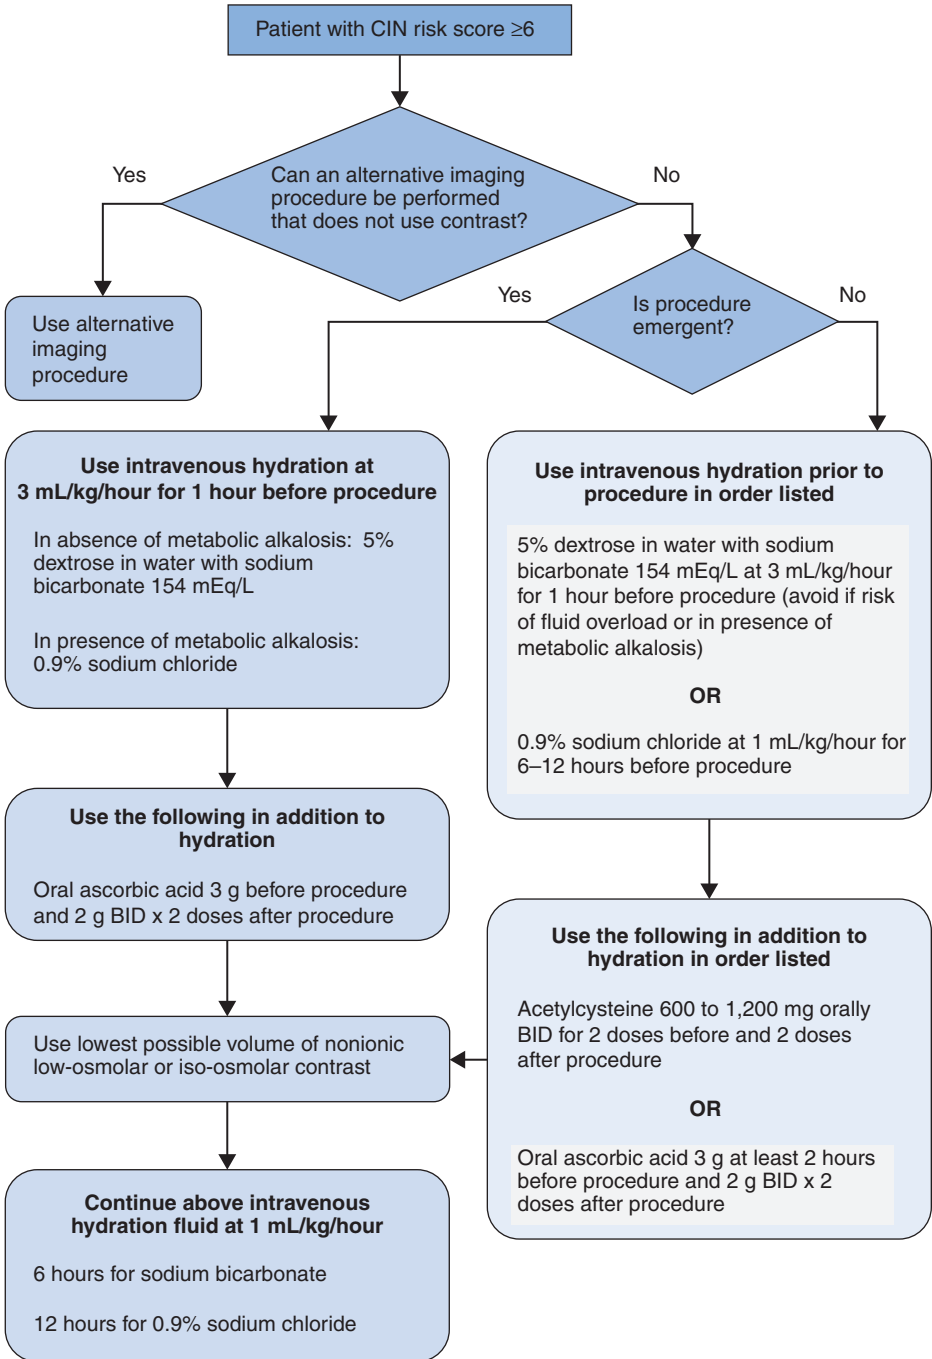 Patient with CIN risk score ≥6
Yes
Can an alternative imaging
procedure be performed
that does not use contrast?
No
Use alternative
imaging
procedure
Yes
Is procedure
emergent?
No
Use intravenous hydration at
3 mL/kg/hour for 1 hour before procedure
In absence of metabolic alkalosis: 5%
dextrose in water with sodium
bicarbonate 154 mEq/L
In presence of metabolic alkalosis:
0.9% sodium chloride
Use intravenous hydration prior to
procedure in order listed
5% dextrose in water with sodium
bicarbonate 154 mEq/L at 3 mL/kg/hour
for 1 hour before procedure (avoid if risk
of fluid overload or in presence of
metabolic alkalosis)
OR
0.9% sodium chloride at 1 mL/kg/hour for
6–12 hours before procedure
Use the following in addition to
hydration
Oral ascorbic acid 3 g before procedure
and 2 g BID x 2 doses after procedure
Use the following in addition to
hydration in order listed
Acetylcysteine 600 to 1,200 mg orally
BID for 2 doses before and 2 doses
after procedure
OR
Oral ascorbic acid 3 g at least 2 hours
before procedure and 2 g BID x 2
doses after procedure
Use lowest possible volume of nonionic
low-osmolar or iso-osmolar contrast
Continue above intravenous
hydration fluid at 1 mL/kg/hour
6 hours for sodium bicarbonate
12 hours for 0.9% sodium chloride